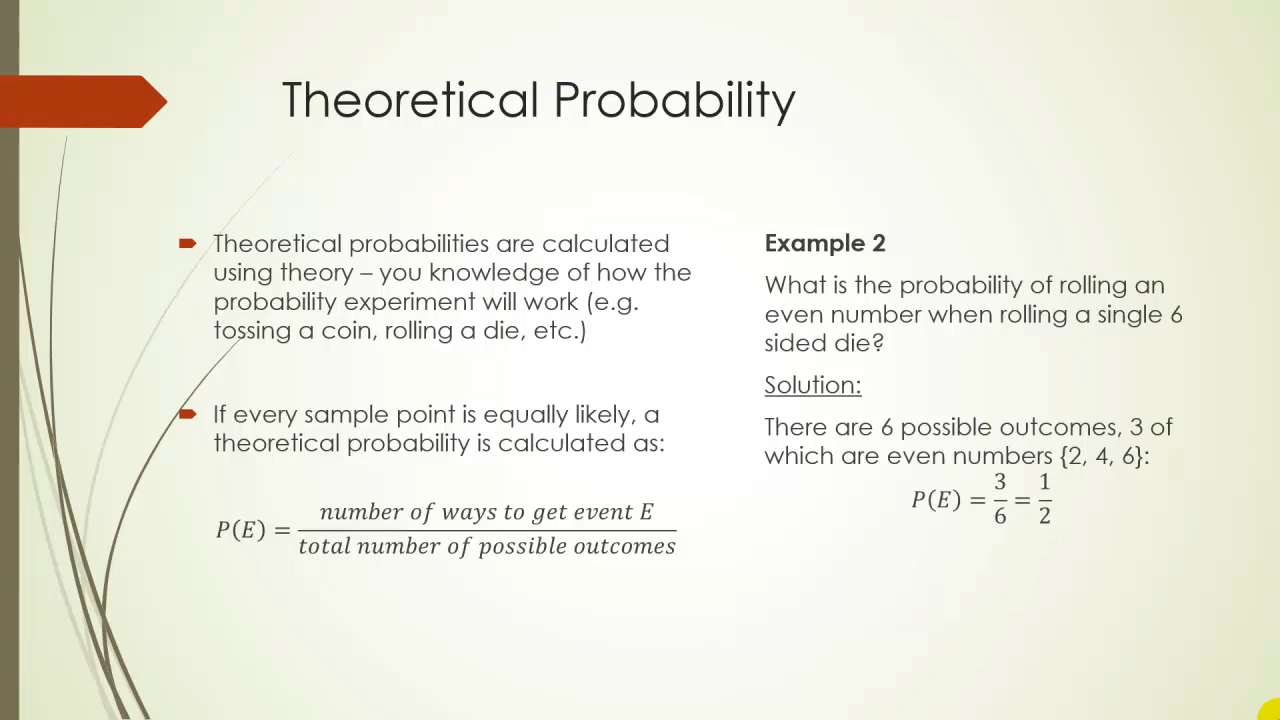 Theoretical Probability
Theoretical probabilities are calculated
using theory – you knowledge of how the
probability experiment will work (e.g.
tossing a coin, rolling a die, etc.)
If every sample point is equally likely, a
theoretical probability is calculated as:
P(E) = number of ways to get event E / total number of possible outcomes
Example 2
What is the probability of rolling an
even number when rolling a single 6
sided die?
Solution:
There are 6 possible outcomes, 3 of
which are even numbers {2, 4, 6}:
P(E) = 3/6 = 1/2